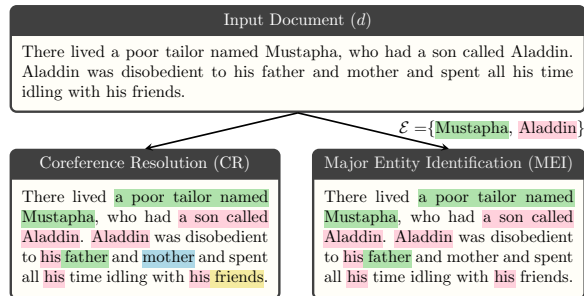 Input Document (d)
There lived a poor tailor named Mustapha, who had a son called Aladdin.
Aladdin was disobedient to his father and mother and spent all his time
idling with his friends.
ℰ ={Mustapha, Aladdin}
Coreference Resolution (CR)
There lived a poor tailor named
Mustapha, who had a son called
Aladdin. Aladdin was disobedient
to his father and mother and spent
all his time idling with his friends.
Major Entity Identification (MEI)
There lived a poor tailor named
Mustapha, who had a son called
Aladdin. Aladdin was disobedient
to his father and mother and spent
all his time idling with his friends.